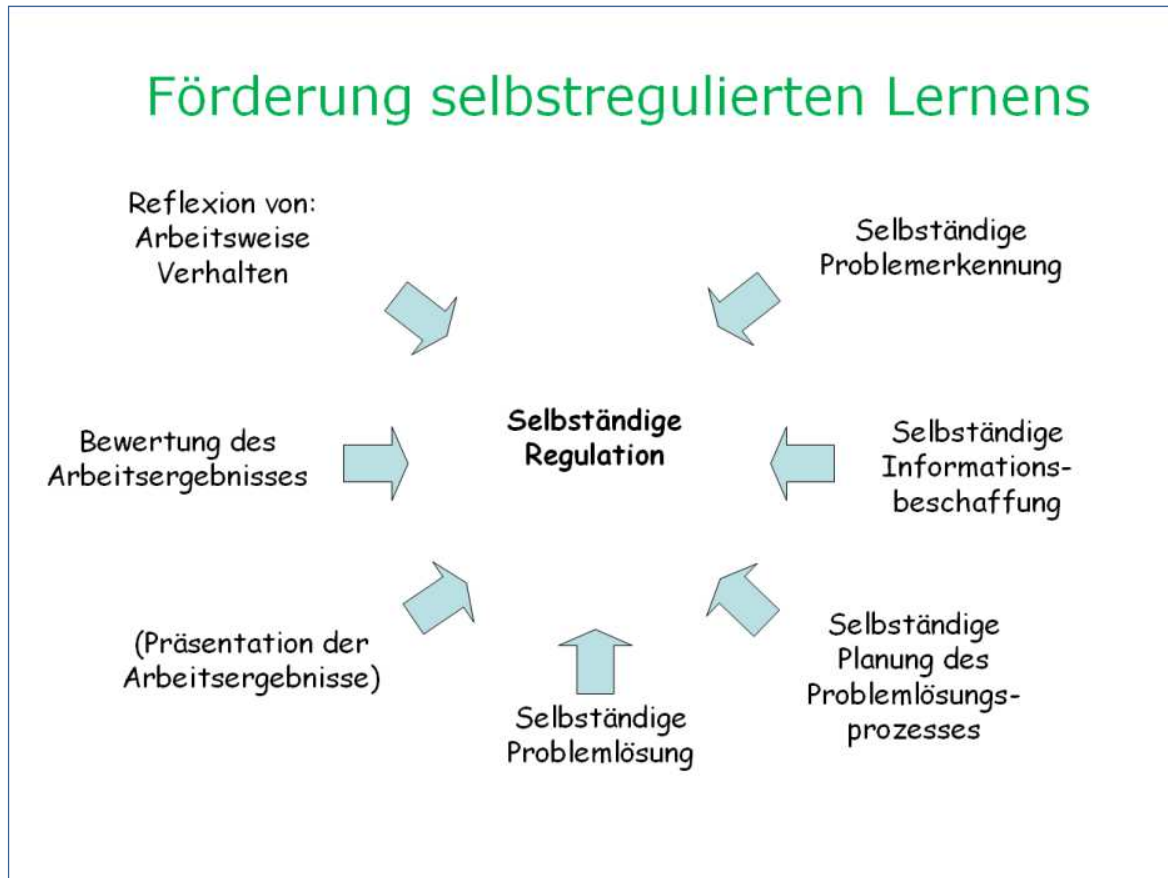 Förderung selbstregulierten Lernens
Reflexion von:
Arbeitsweise
Verhalten
Selbständige
Problemerkennung
Selbständige
Regulation
Bewertung des
Arbeitsergebnisses
Selbständige
Informations-
beschaffung
(Präsentation der
Arbeitsergebnisse)
Selbständige
Problemlösung
Selbständige
Planung des
Problemlösungs-
prozesses